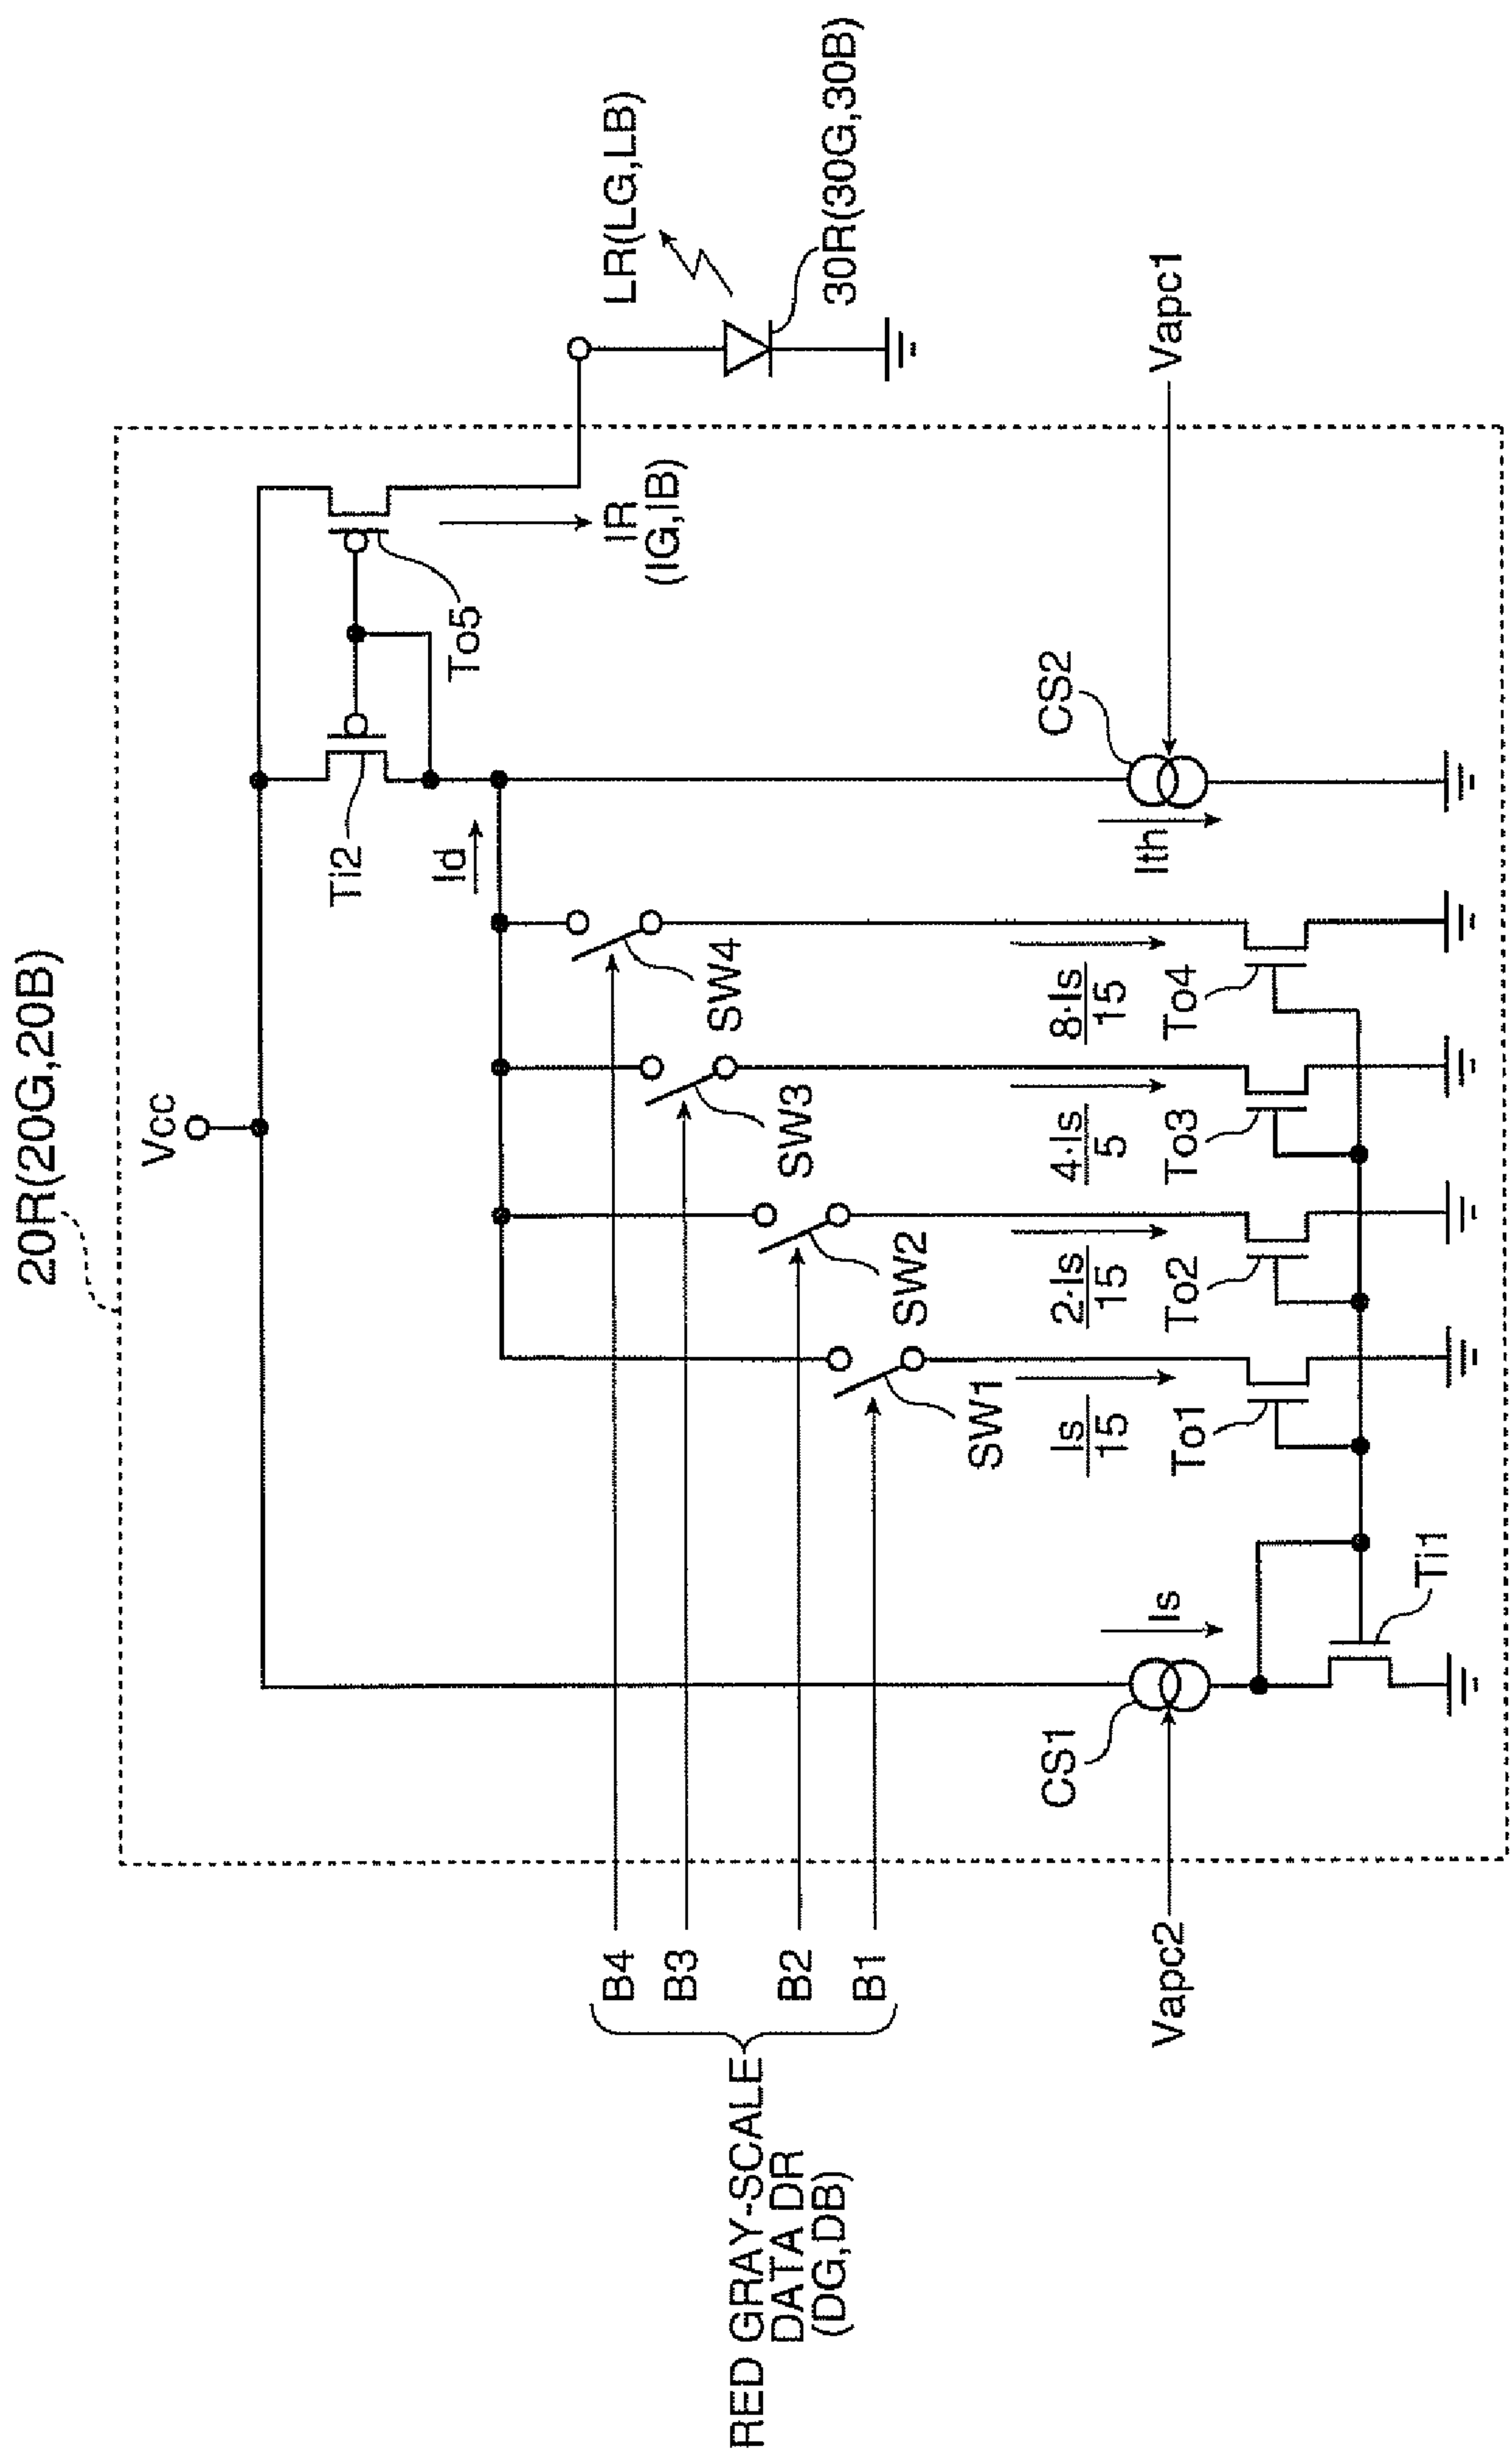 20R(20G,20B)
Vcc
Ti2
To5
Id
IR
(IG,IB)
LR(LG,LB)
30R(30G,30B)
RED GRAY-SCALE
DATA DR
(DG,DB)
B4
B3
B2
B1
SW4
SW3
SW2
SW1
CS1
Is
Is
15
2·Is
15
4·Is
5
8·Is
15
Ith
CS2
Vapc1
Vapc2
Ti1
To1
To2
To3
To4